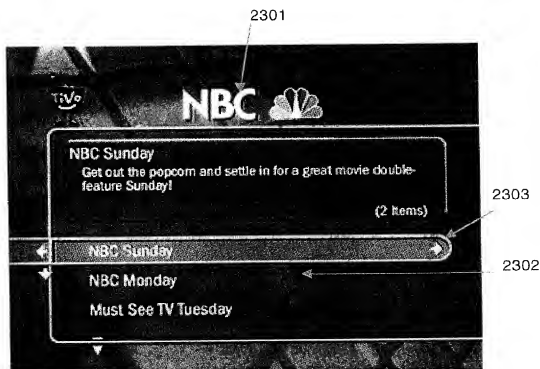 2301
TiVo
NBC
NBC Sunday
Get out the popcorn and settle in for a great movie double-
feature Sunday!
(2 items)
2303
NBC Sunday
2302
NBC Monday
Must See TV Tuesday